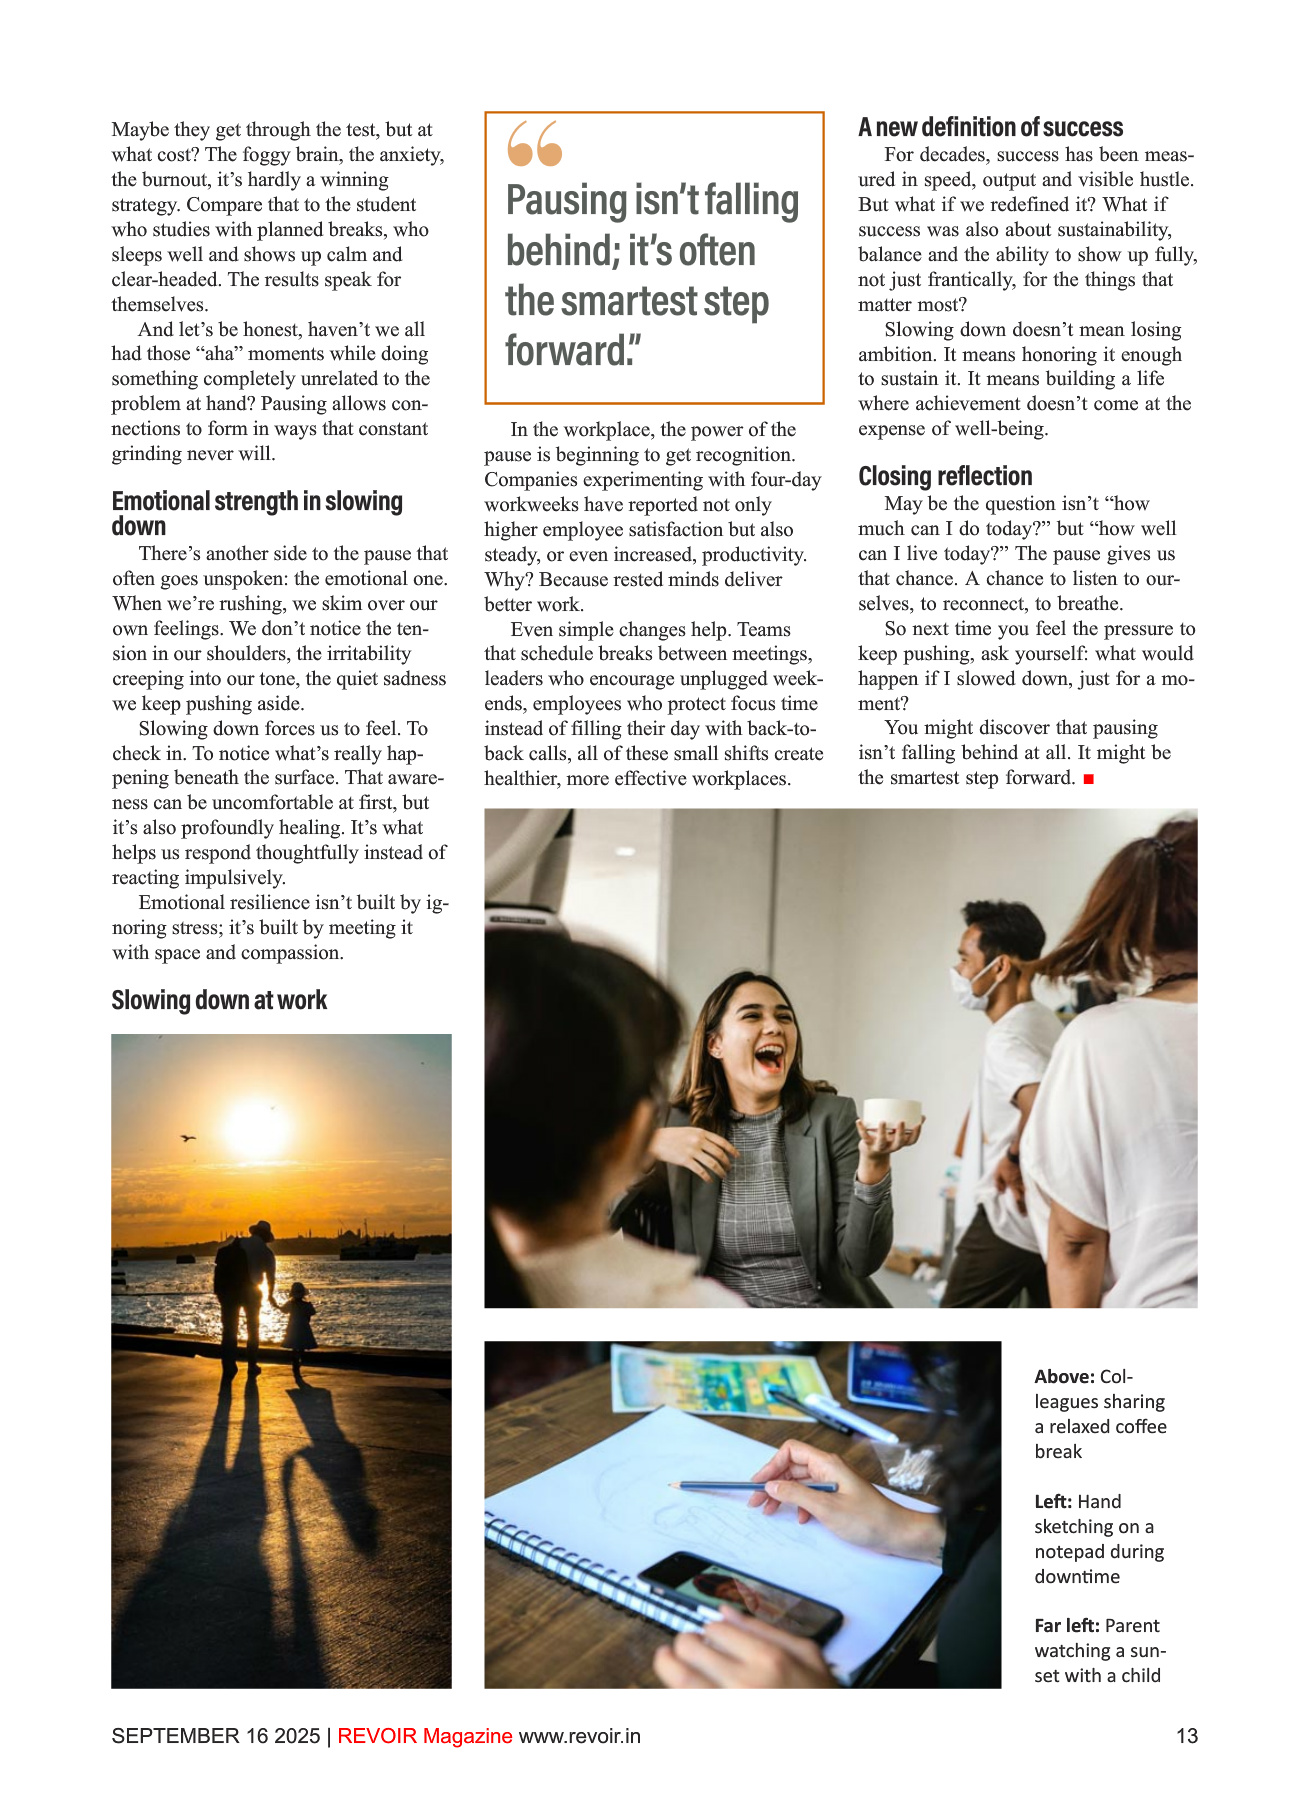 Maybe they get through the test, but at
what cost? The foggy brain, the anxiety,
the burnout, it’s hardly a winning
strategy. Compare that to the student
who studies with planned breaks, who
sleeps well and shows up calm and
clear-headed. The results speak for
themselves.
And let’s be honest, haven’t we all
had those “aha” moments while doing
something completely unrelated to the
problem at hand? Pausing allows con-
nections to form in ways that constant
grinding never will.
Emotional strength in slowing
down
There’s another side to the pause that
often goes unspoken: the emotional one.
When we’re rushing, we skim over our
own feelings. We don’t notice the ten-
sion in our shoulders, the irritability
creeping into our tone, the quiet sadness
we keep pushing aside.
Slowing down forces us to feel. To
check in. To notice what’s really hap-
pening beneath the surface. That aware-
ness can be uncomfortable at first, but
it’s also profoundly healing. It’s what
helps us respond thoughtfully instead of
reacting impulsively.
Emotional resilience isn’t built by ig-
noring stress; it’s built by meeting it
with space and compassion.
Slowing down at work
“
Pausing isn’t falling
behind; it’s often
the smartest step
forward.”
In the workplace, the power of the
pause is beginning to get recognition.
Companies experimenting with four-day
workweeks have reported not only
higher employee satisfaction but also
steady, or even increased, productivity.
Why? Because rested minds deliver
better work.
Even simple changes help. Teams
that schedule breaks between meetings,
leaders who encourage unplugged week-
ends, employees who protect focus time
instead of filling their day with back-to-
back calls, all of these small shifts create
healthier, more effective workplaces.
A new definition of success
For decades, success has been meas-
ured in speed, output and visible hustle.
But what if we redefined it? What if
success was also about sustainability,
balance and the ability to show up fully,
not just frantically, for the things that
matter most?
Slowing down doesn’t mean losing
ambition. It means honoring it enough
to sustain it. It means building a life
where achievement doesn’t come at the
expense of well-being.
Closing reflection
May be the question isn’t “how
much can I do today?” but “how well
can I live today?” The pause gives us
that chance. A chance to listen to our-
selves, to reconnect, to breathe.
So next time you feel the pressure to
keep pushing, ask yourself: what would
happen if I slowed down, just for a mo-
ment?
You might discover that pausing
isn’t falling behind at all. It might be
the smartest step forward. ■
Above: Col-
leagues sharing
a relaxed coffee
break
Left: Hand
sketching on a
notepad during
downtime
Far left: Parent
watching a sun-
set with a child
SEPTEMBER 16 2025 | REVOIR Magazine www.revoir.in
13